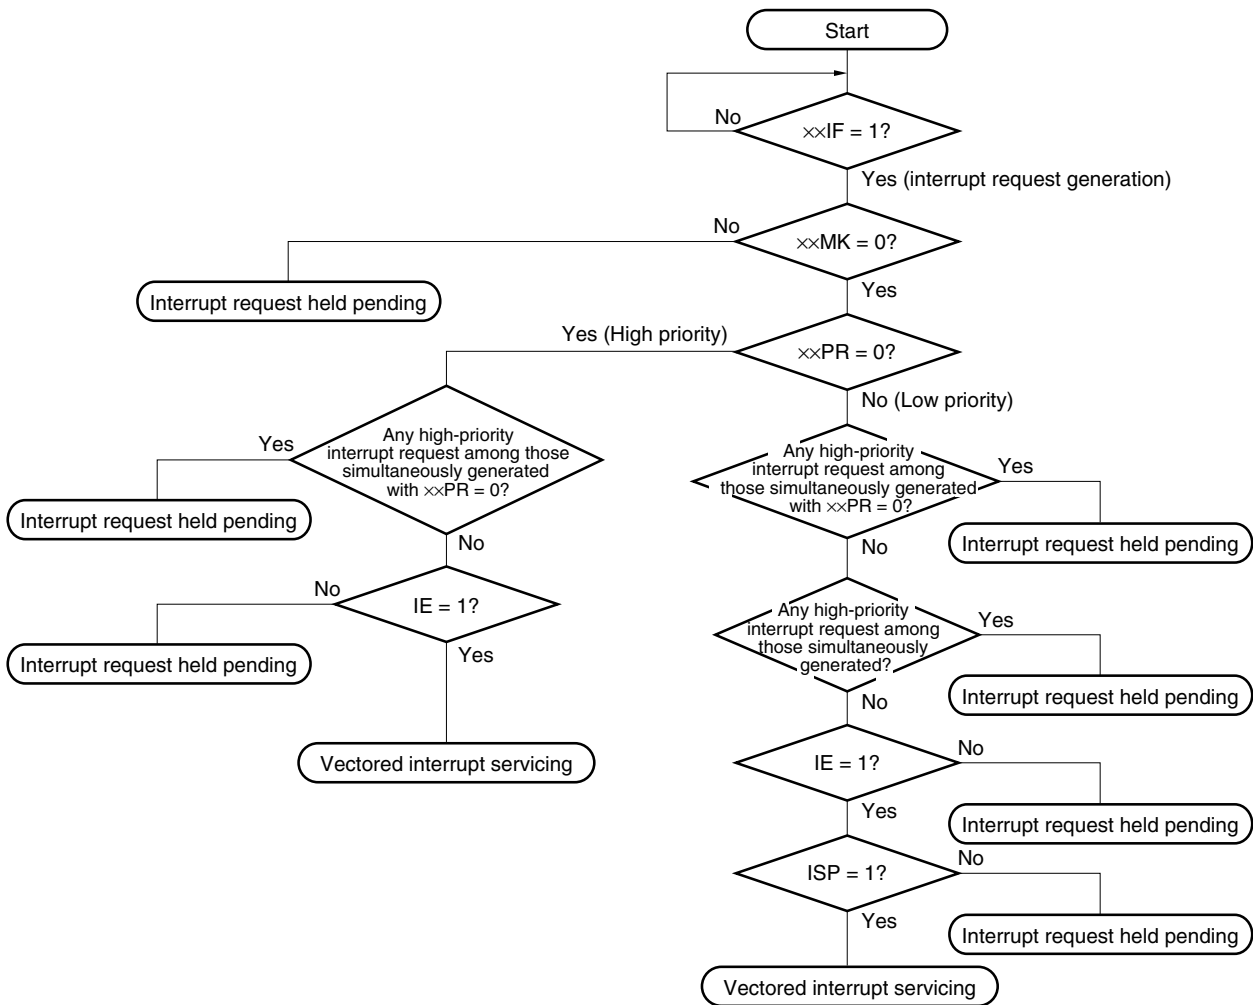 Start
No
××IF = 1?
Yes (interrupt request generation)
No
××MK = 0?
Interrupt request held pending
Yes
Yes (High priority)
××PR = 0?
No (Low priority)
Yes
Any high-priority
interrupt request among those
simultaneously generated
with ××PR = 0?
Interrupt request held pending
No
Any high-priority
interrupt request among
those simultaneously generated
with ××PR = 0?
Yes
Interrupt request held pending
No
No
IE = 1?
Interrupt request held pending
Yes
Vectored interrupt servicing
Any high-priority
interrupt request among
those simultaneously
generated?
Yes
Interrupt request held pending
No
IE = 1?
No
Interrupt request held pending
Yes
ISP = 1?
No
Interrupt request held pending
Yes
Vectored interrupt servicing